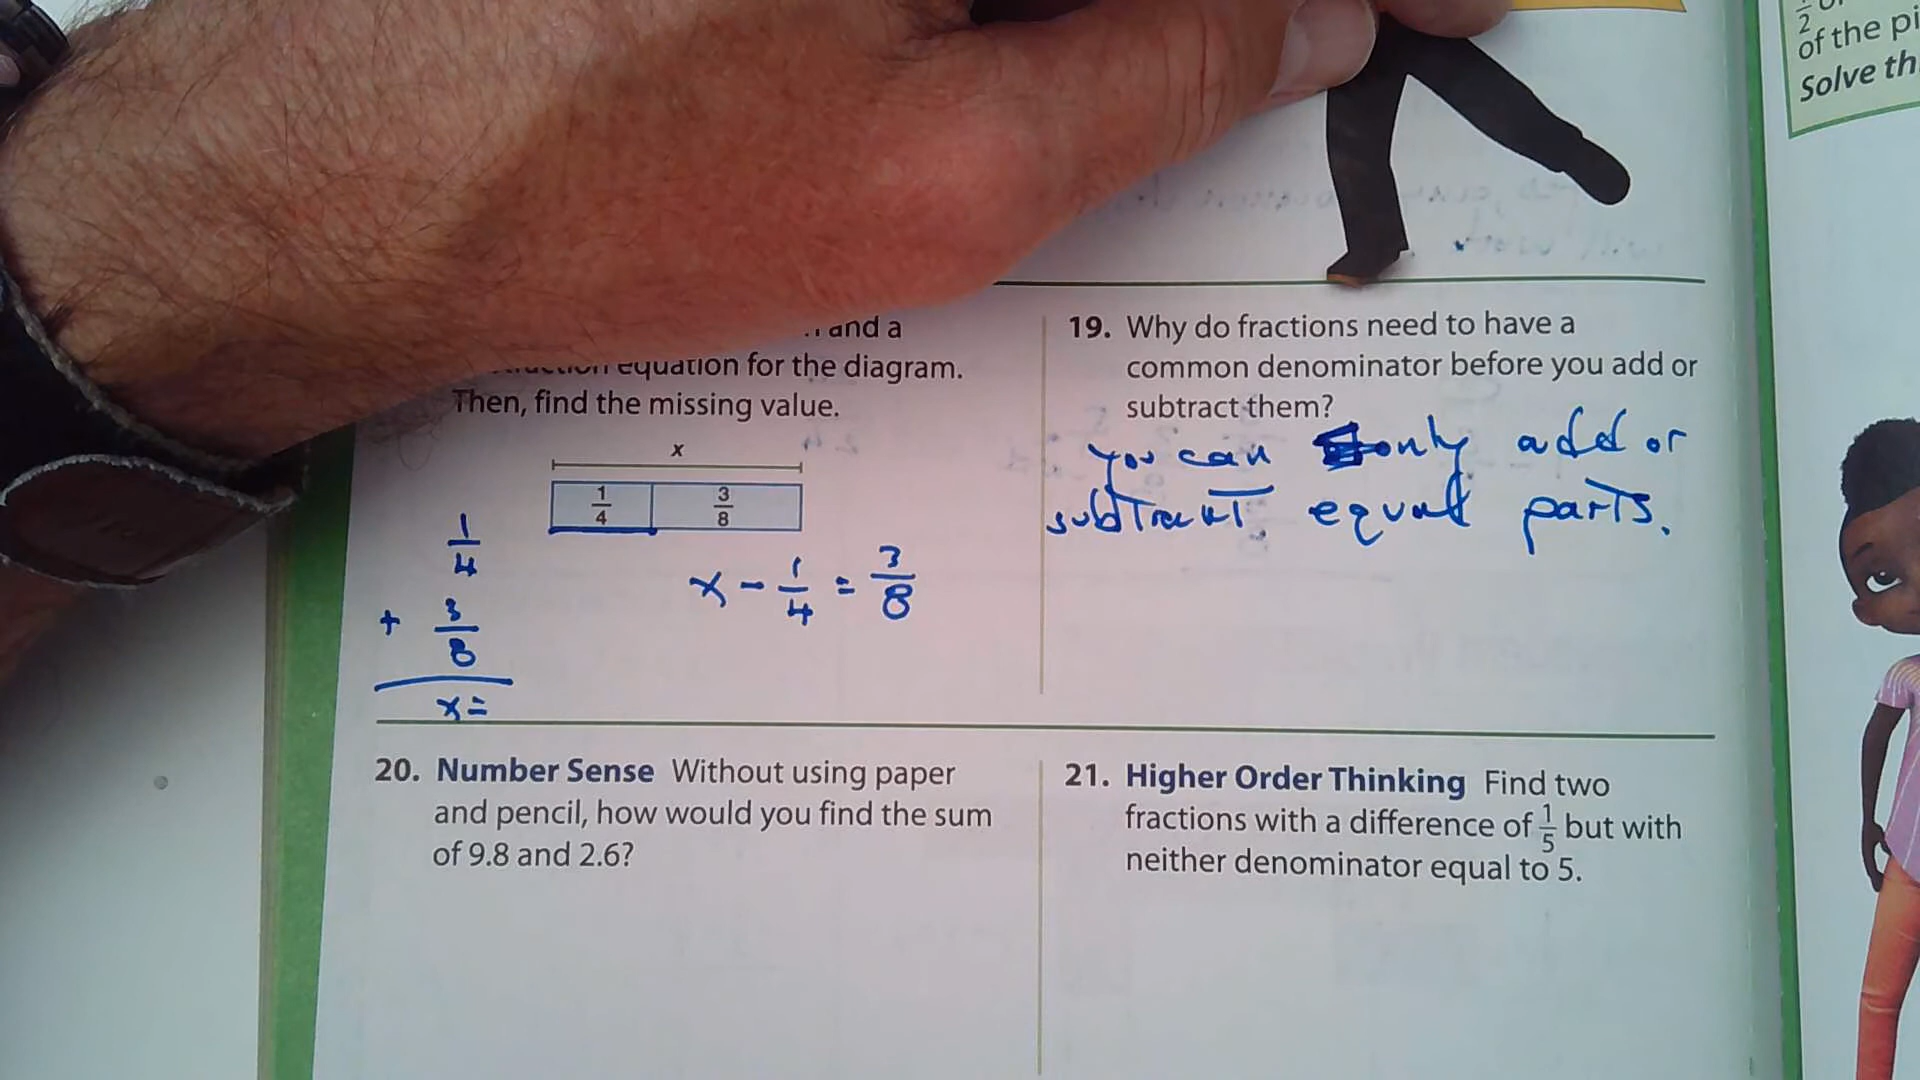 1/2
of the pi
Solve th
and a
equation for the diagram.
Then, find the missing value.
x
1/4 3/8
1/4
+ 3/8
x =
x - 1/4 = 3/8
19. Why do fractions need to have a
common denominator before you add or
subtract them?
you can only add or
subtract equal parts.
20. Number Sense Without using paper
and pencil, how would you find the sum
of 9.8 and 2.6?
21. Higher Order Thinking Find two
fractions with a difference of 1/5 but with
neither denominator equal to 5.